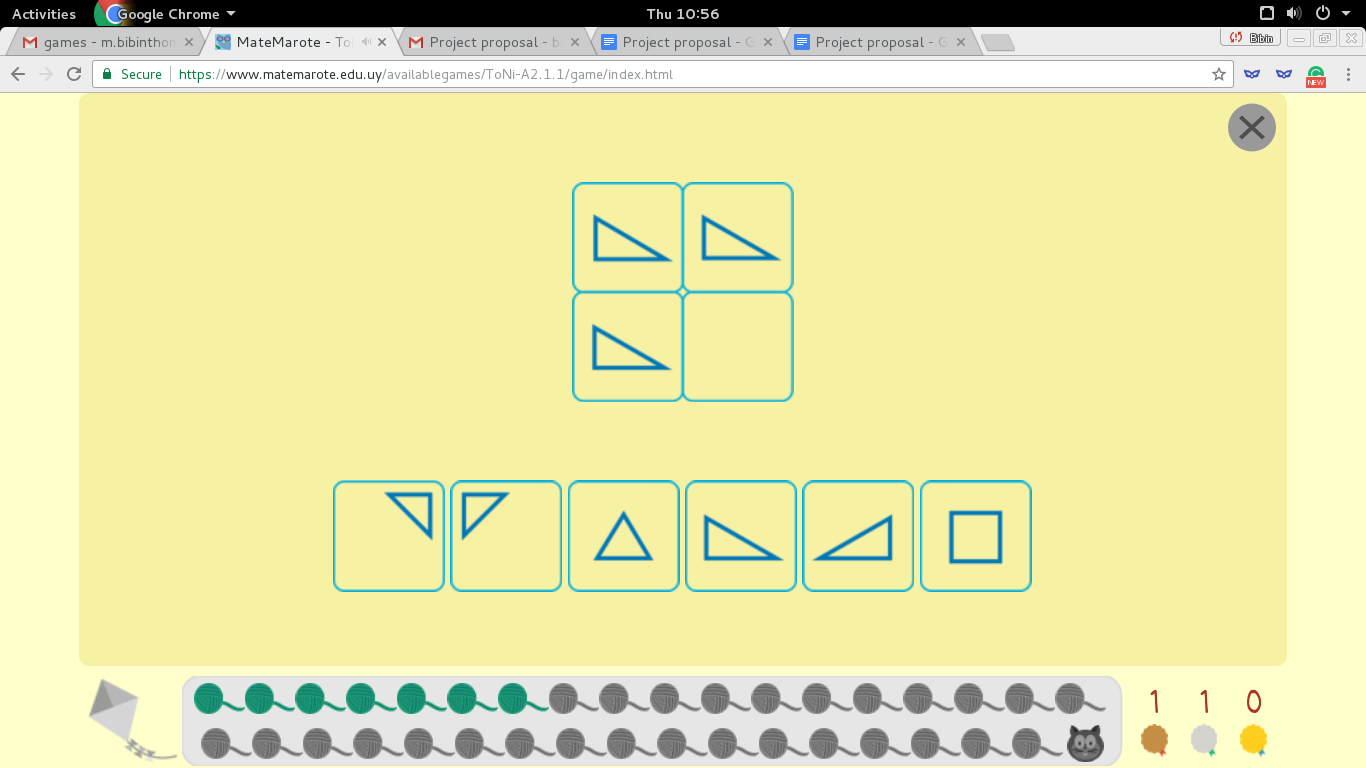 Activities Google Chrome Thu 10:56
games - m.bibinthon MateMarote - To Project proposal - b Project proposal - G Project proposal - G Bibin
Secure https://www.matemarote.edu.uy/availablegames/ToNi-A2.1.1/game/index.html NEW
1 1 0